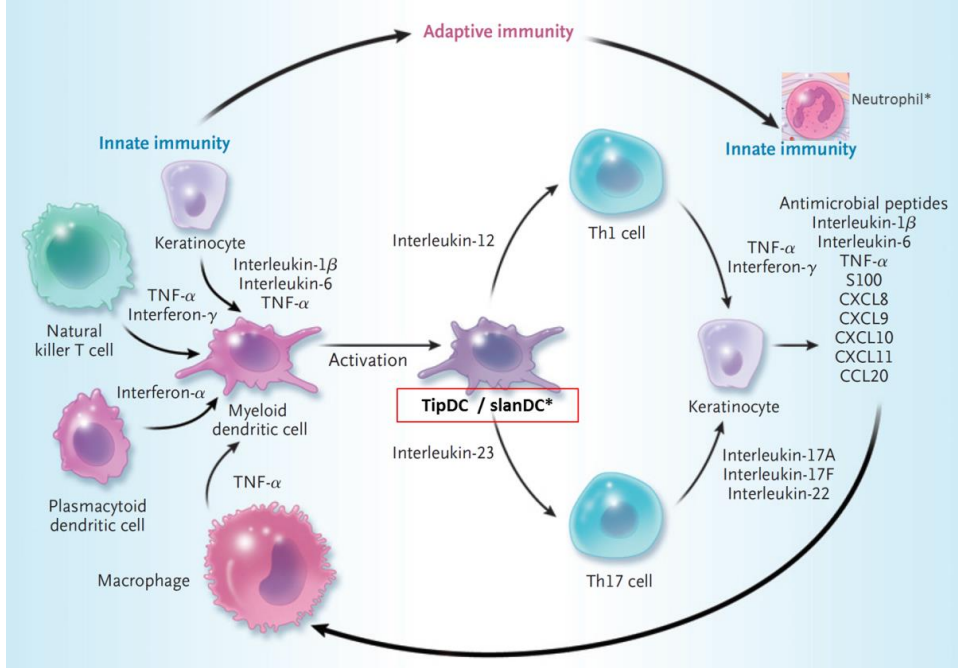 Adaptive immunity
Neutrophil*
Innate immunity
Innate immunity
Keratinocyte
Interleukin-1β
Interleukin-6
TNF-α
TNF-α
Interferon-γ
Natural
killer T cell
Interferon-α
Myeloid
dendritic cell
Plasmacytoid
dendritic cell
TNF-α
Macrophage
Activation
TipDC / slanDC*
Interleukin-12
Th1 cell
Interleukin-23
Th17 cell
TNF-α
Interferon-γ
Keratinocyte
Interleukin-17A
Interleukin-17F
Interleukin-22
Antimicrobial peptides
Interleukin-1β
Interleukin-6
TNF-α
S100
CXCL8
CXCL9
CXCL10
CXCL11
CCL20